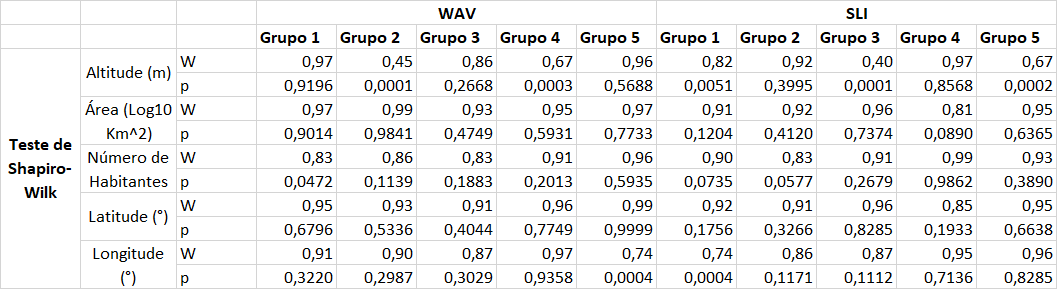 WAV SLI
Grupo 1 Grupo 2 Grupo 3 Grupo 4 Grupo 5 Grupo 1 Grupo 2 Grupo 3 Grupo 4 Grupo 5
Teste de Shapiro-Wilk
Altitude (m) W 0,97 0,45 0,86 0,67 0,96 0,82 0,92 0,40 0,97 0,67
p 0,9196 0,0001 0,2668 0,0003 0,5688 0,0051 0,3995 0,0001 0,8568 0,0002
Área (Log10 W 0,97 0,99 0,93 0,95 0,97 0,91 0,92 0,96 0,81 0,95
Km^2) p 0,9014 0,9841 0,4749 0,5931 0,7733 0,1204 0,4120 0,7374 0,0890 0,6365
Número de W 0,83 0,86 0,83 0,91 0,96 0,90 0,83 0,91 0,99 0,93
Habitantes p 0,0472 0,1139 0,1883 0,2013 0,5935 0,0735 0,0577 0,2679 0,9862 0,3890
Latitude (°) W 0,95 0,93 0,91 0,96 0,99 0,92 0,91 0,96 0,85 0,95
p 0,6796 0,5336 0,4044 0,7749 0,9999 0,1756 0,3266 0,8285 0,1933 0,6638
Longitude W 0,91 0,90 0,87 0,97 0,74 0,74 0,86 0,87 0,95 0,96
(°) p 0,3220 0,2987 0,3029 0,9358 0,0004 0,0004 0,1171 0,1112 0,7136 0,8285